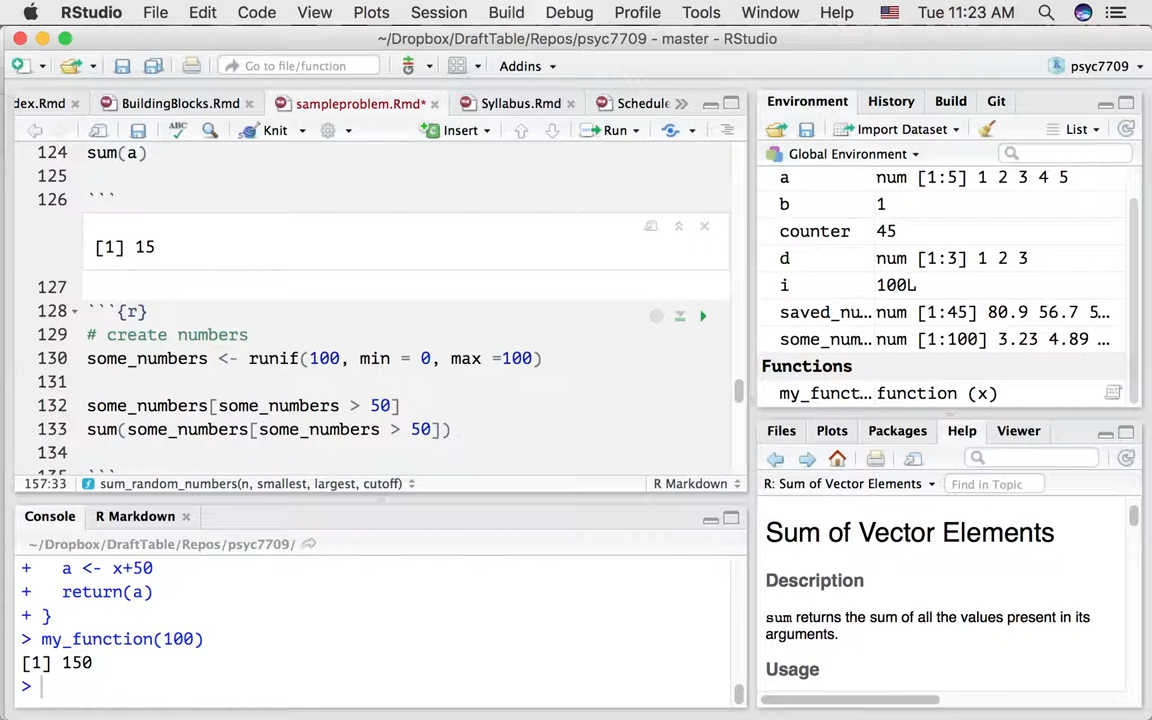 RStudio File Edit Code View Plots Session Build Debug Profile Tools Window Help Tue 11:23 AM
~/Dropbox/DraftTable/Repos/psyc7709 - master - RStudio
Go to file/function Addins psyc7709
dex.Rmd BuildingBlocks.Rmd sampleproblem.Rmd* Syllabus.Rmd Schedule
ABC Knit Insert Run
124 sum(a)
125
126 ```
[1] 15
127
128 ```{r}
129 # create numbers
130 some_numbers <- runif(100, min = 0, max =100)
131
132 some_numbers[some_numbers > 50]
133 sum(some_numbers[some_numbers > 50])
134
135 ```
157:33 sum_random_numbers(n, smallest, largest, cutoff) R Markdown
Console R Markdown
~/Dropbox/DraftTable/Repos/psyc7709/
+ a <- x+50
+ return(a)
+ }
> my_function(100)
[1] 150
>
Environment History Build Git
Import Dataset List
Global Environment
a num [1:5] 1 2 3 4 5
b 1
counter 45
d num [1:3] 1 2 3
i 100L
saved_nu... num [1:45] 80.9 56.7 5...
some_num... num [1:100] 3.23 4.89 ...
Functions
my_funct... function (x)
Files Plots Packages Help Viewer
R: Sum of Vector Elements Find in Topic
Sum of Vector Elements
Description
sum returns the sum of all the values present in its
arguments.
Usage